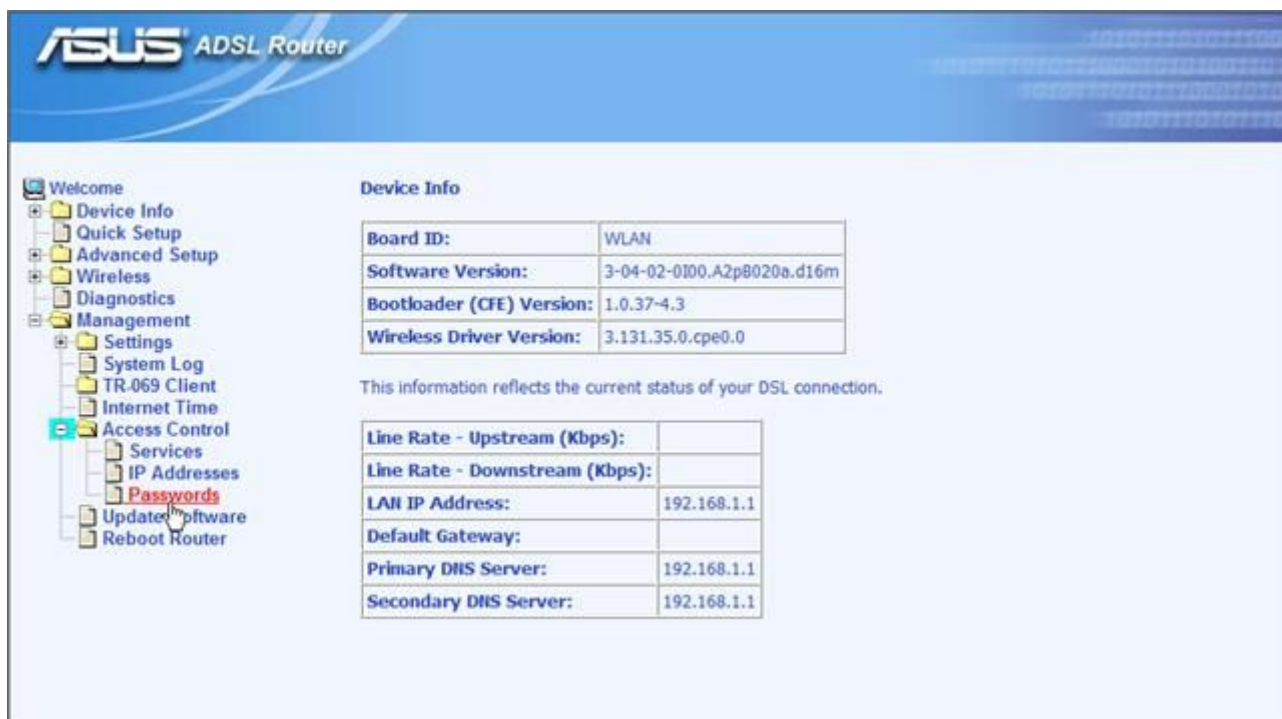 ASUS ADSL Router
Welcome
Device Info
Quick Setup
Advanced Setup
Wireless
Diagnostics
Management
Settings
System Log
TR-069 Client
Internet Time
Access Control
Services
IP Addresses
Passwords
Update Software
Reboot Router
Device Info
Board ID: WLAN
Software Version: 3-04-02-0I00.A2pB020a.d16m
Bootloader (CFE) Version: 1.0.37-4.3
Wireless Driver Version: 3.131.35.0.cpe0.0
This information reflects the current status of your DSL connection.
Line Rate - Upstream (Kbps):
Line Rate - Downstream (Kbps):
LAN IP Address: 192.168.1.1
Default Gateway:
Primary DNS Server: 192.168.1.1
Secondary DNS Server: 192.168.1.1